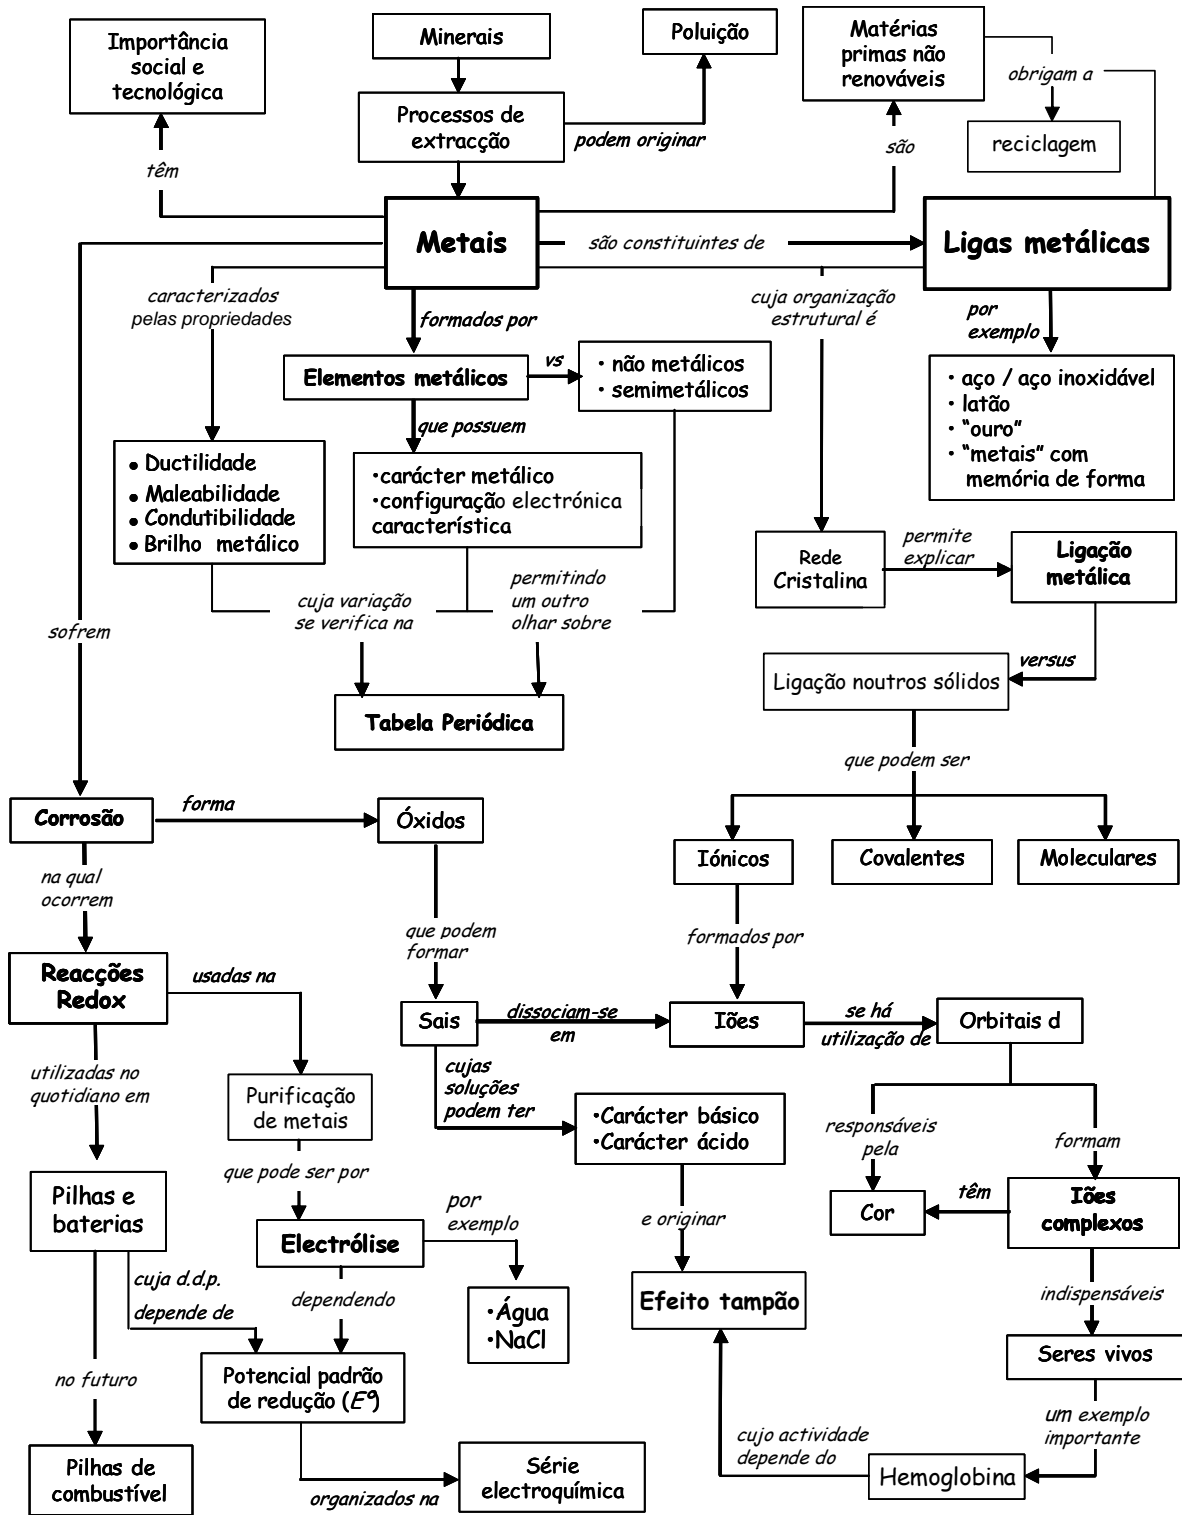 Importância
social e
tecnológica
Minerais
Poluição
Matérias
primas não
renováveis
obrigam a
reciclagem
Processos de
extracção
podem originar
são
têm
Metais
são constituintes de
Ligas metálicas
caracterizados
pelas propriedades
formados por
cuja organização
estrutural é
por
exemplo
Elementos metálicos
vs
· não metálicos
· semimetálicos
· aço / aço inoxidável
· latão
· "ouro"
· "metais" com
memória de forma
que possuem
• Ductilidade
• Maleabilidade
• Condutibilidade
• Brilho metálico
·carácter metálico
·configuração electrónica
característica
Rede
Cristalina
permite
explicar
Ligação
metálica
cuja variação
se verifica na
permitindo
um outro
olhar sobre
sofrem
versus
Ligação noutros sólidos
Tabela Periódica
que podem ser
Corrosão
forma
Óxidos
Iónicos
Covalentes
Moleculares
na qual
ocorrem
que podem
formar
formados por
Reacções
Redox
usadas na
Sais
dissociam-se
em
Iões
se há
utilização de
Orbitais d
utilizadas no
quotidiano em
Purificação
de metais
cujas
soluções
podem ter
·Carácter básico
·Carácter ácido
responsáveis
pela
formam
que pode ser por
Pilhas e
baterias
por
exemplo
e originar
Cor
têm
Iões
complexos
Electrólise
cuja d.d.p.
depende de
dependendo
·Água
·NaCl
Efeito tampão
indispensáveis
Seres vivos
Potencial padrão
de redução (Eº)
no futuro
um exemplo
importante
cujo actividade
depende do
Hemoglobina
Pilhas de
combustível
organizados na
Série
electroquímica